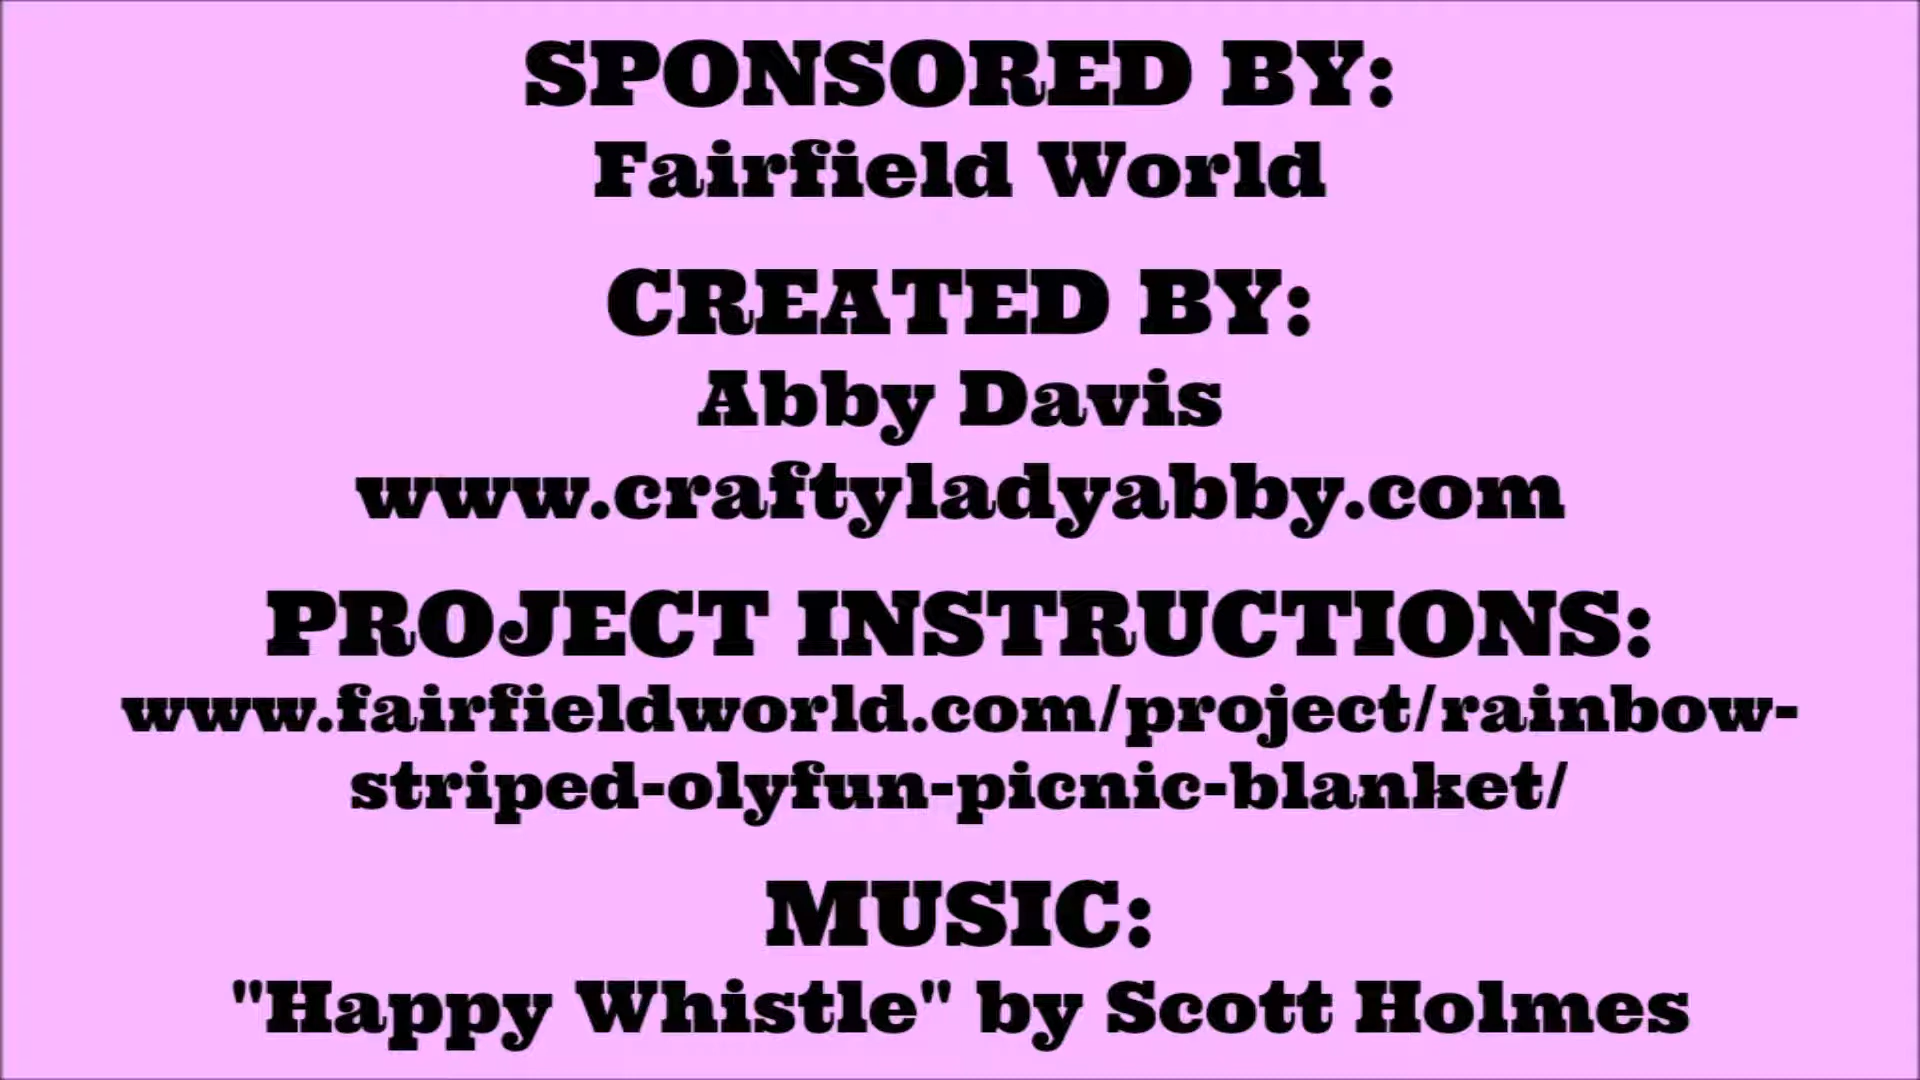 SPONSORED BY:
Fairfield World
CREATED BY:
Abby Davis
www.craftyladyabby.com
PROJECT INSTRUCTIONS:
www.fairfieldworld.com/project/rainbow-
striped-olyfun-picnic-blanket/
MUSIC:
"Happy Whistle" by Scott Holmes